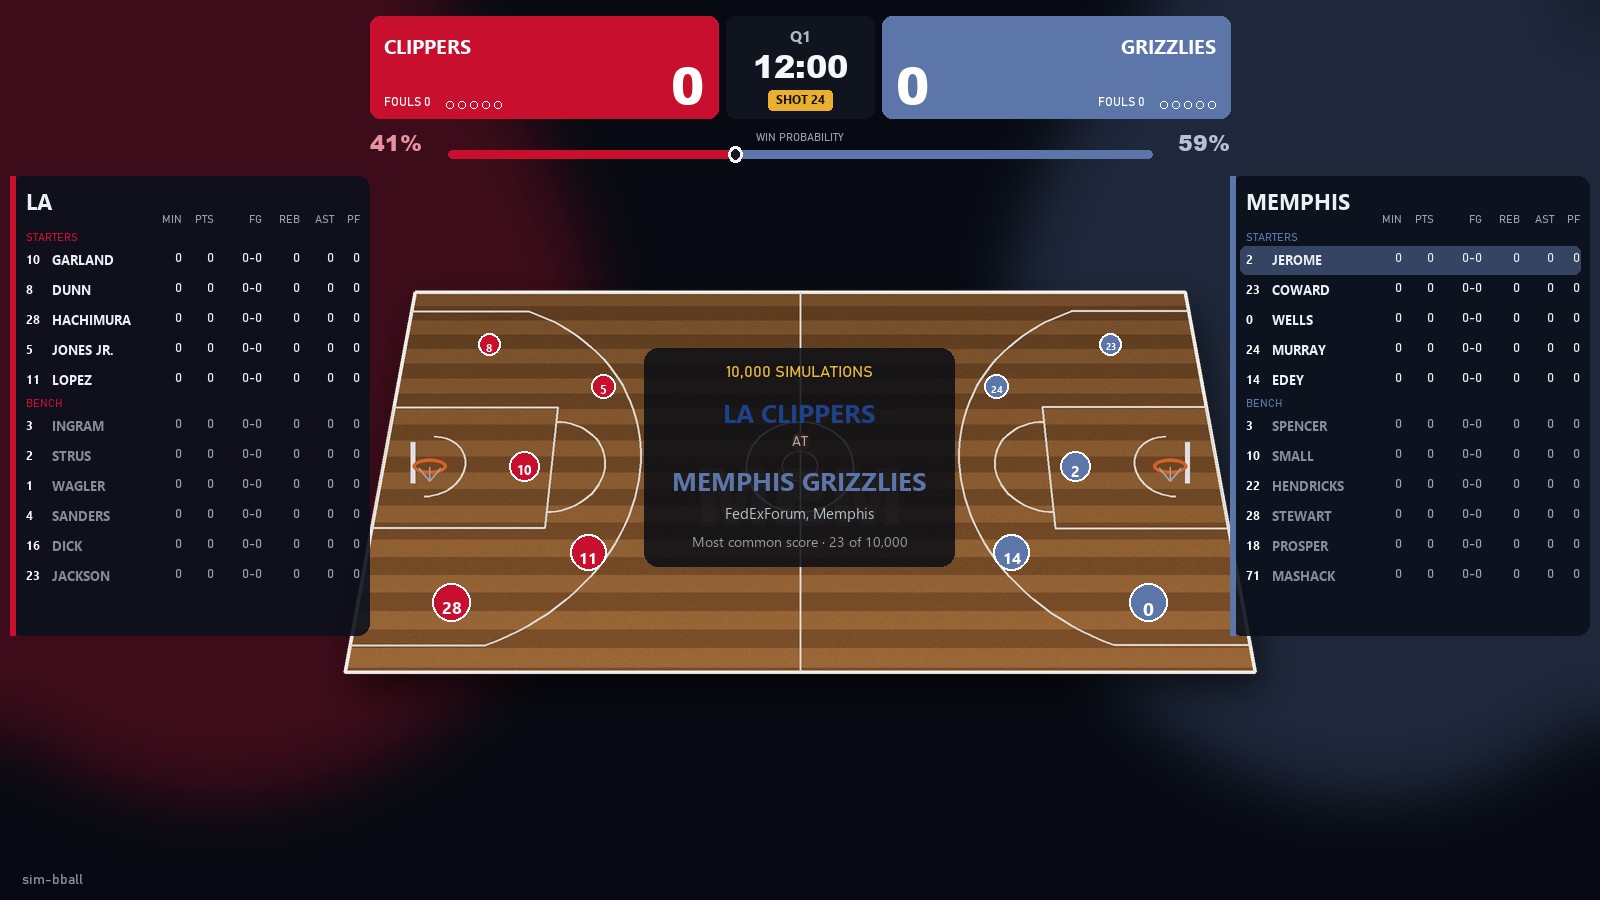 CLIPPERS
0
FOULS 0
Q1
12:00
SHOT 24
GRIZZLIES
0
FOULS 0
41%
WIN PROBABILITY
59%
LA
MIN PTS FG REB AST PF
STARTERS
10 GARLAND 0 0 0-0 0 0 0
8 DUNN 0 0 0-0 0 0 0
28 HACHIMURA 0 0 0-0 0 0 0
5 JONES JR. 0 0 0-0 0 0 0
11 LOPEZ 0 0 0-0 0 0 0
BENCH
3 INGRAM 0 0 0-0 0 0 0
2 STRUS 0 0 0-0 0 0 0
1 WAGLER 0 0 0-0 0 0 0
4 SANDERS 0 0 0-0 0 0 0
16 DICK 0 0 0-0 0 0 0
23 JACKSON 0 0 0-0 0 0 0
8
5
10
11
28
10,000 SIMULATIONS
LA CLIPPERS
AT
MEMPHIS GRIZZLIES
FedExForum, Memphis
Most common score · 23 of 10,000
23
24
2
14
0
MEMPHIS
MIN PTS FG REB AST PF
STARTERS
2 JEROME 0 0 0-0 0 0 0
23 COWARD 0 0 0-0 0 0 0
0 WELLS 0 0 0-0 0 0 0
24 MURRAY 0 0 0-0 0 0 0
14 EDEY 0 0 0-0 0 0 0
BENCH
3 SPENCER 0 0 0-0 0 0 0
10 SMALL 0 0 0-0 0 0 0
22 HENDRICKS 0 0 0-0 0 0 0
28 STEWART 0 0 0-0 0 0 0
18 PROSPER 0 0 0-0 0 0 0
71 MASHACK 0 0 0-0 0 0 0
sim-bball